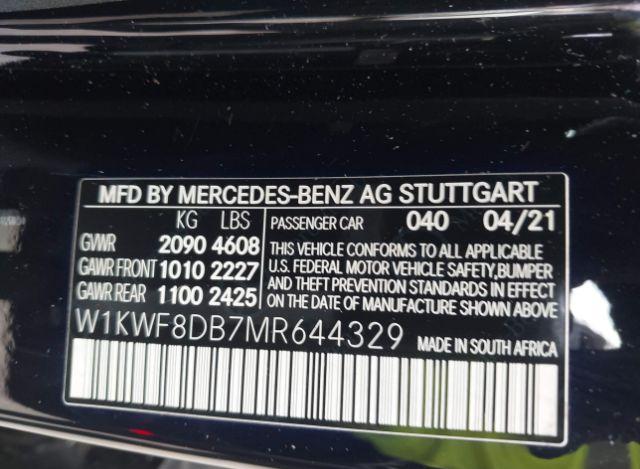 MFD BY MERCEDES-BENZ AG STUTTGART
KG LBS PASSENGER CAR 040 04/21
GVWR 2090 4608 THIS VEHICLE CONFORMS TO ALL APPLICABLE
GAWR FRONT 1010 2227 U.S. FEDERAL MOTOR VEHICLE SAFETY,BUMPER
GAWR REAR 1100 2425 AND THEFT PREVENTION STANDARDS IN EFFECT
ON THE DATE OF MANUFACTURE SHOWN ABOVE
W1KWF8DB7MR644329 MADE IN SOUTH AFRICA